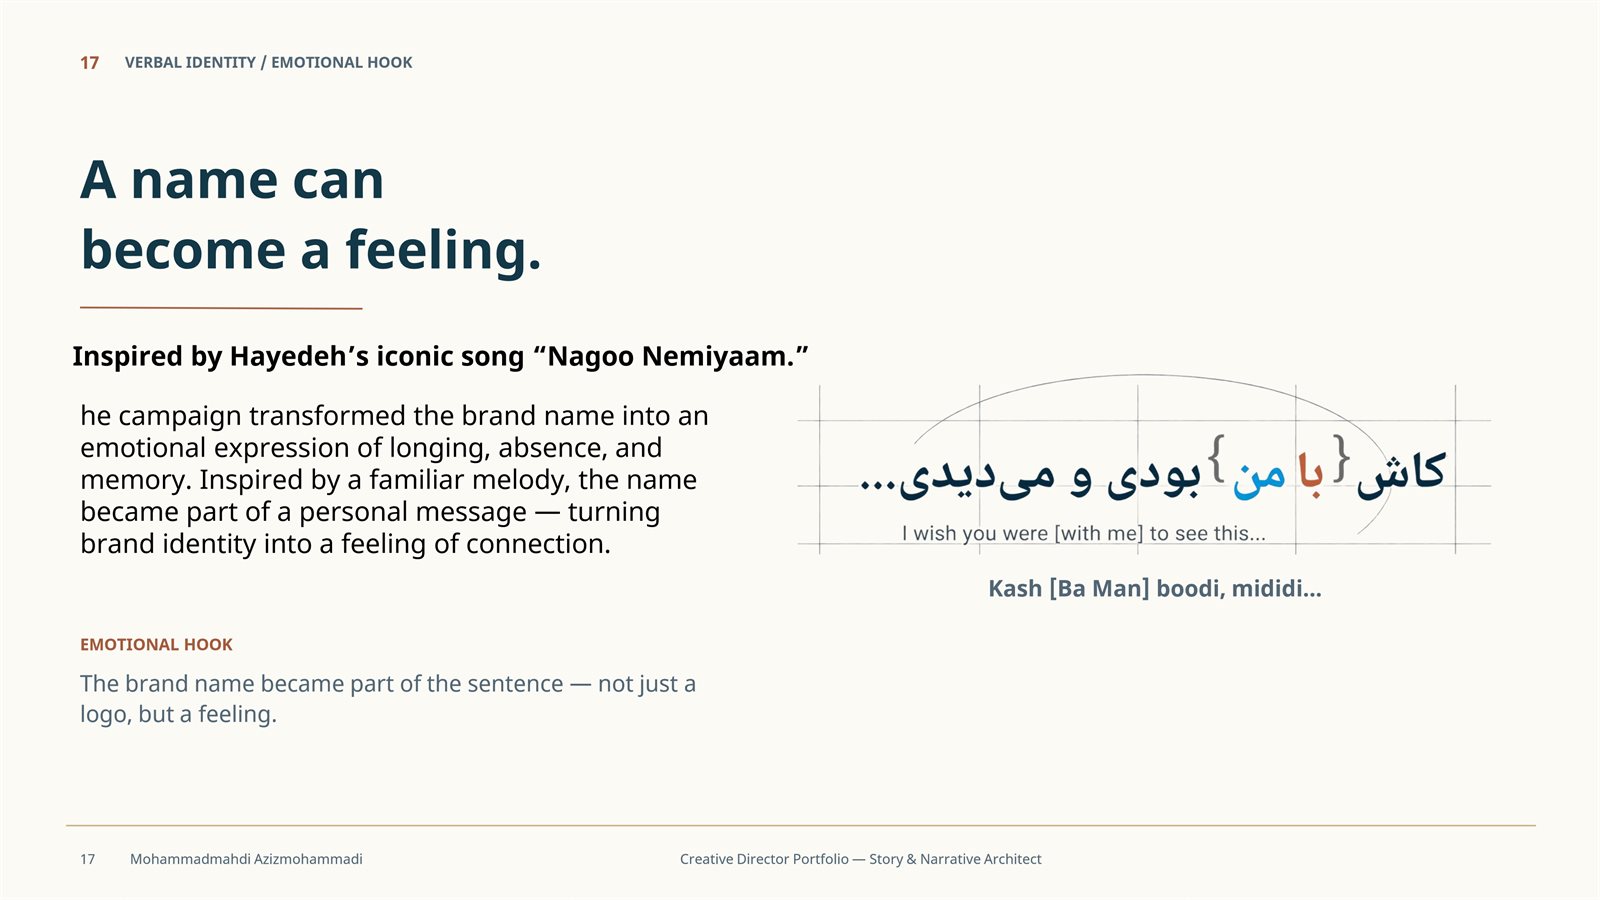 17 VERBAL IDENTITY / EMOTIONAL HOOK
A name can
become a feeling.
Inspired by Hayedeh’s iconic song “Nagoo Nemiyaam.”
he campaign transformed the brand name into an
emotional expression of longing, absence, and
memory. Inspired by a familiar melody, the name
became part of a personal message — turning
brand identity into a feeling of connection.
EMOTIONAL HOOK
The brand name became part of the sentence — not just a
logo, but a feeling.
کاش {با من} بودی و می‌دیدی...
I wish you were [with me] to see this...
Kash [Ba Man] boodi, mididi...
17 Mohammadmahdi Azizmohammadi Creative Director Portfolio — Story & Narrative Architect